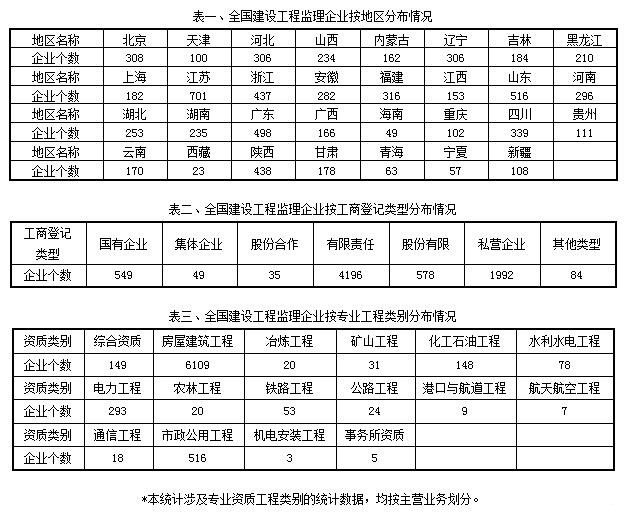 表一、全国建设工程监理企业按地区分布情况
地区名称 北京 天津 河北 山西 内蒙古 辽宁 吉林 黑龙江
企业个数 308 100 306 234 162 306 184 210
地区名称 上海 江苏 浙江 安徽 福建 江西 山东 河南
企业个数 182 701 437 282 316 153 516 296
地区名称 湖北 湖南 广东 广西 海南 重庆 四川 贵州
企业个数 253 235 498 166 49 102 339 111
地区名称 云南 西藏 陕西 甘肃 青海 宁夏 新疆
企业个数 170 23 438 178 63 57 108
表二、全国建设工程监理企业按工商登记类型分布情况
工商登记类型 国有企业 集体企业 股份合作 有限责任 股份有限 私营企业 其他类型
企业个数 549 49 35 4196 578 1992 84
表三、全国建设工程监理企业按专业工程类别分布情况
资质类别 综合资质 房屋建筑工程 冶炼工程 矿山工程 化工石油工程 水利水电工程
企业个数 149 6109 20 31 148 78
资质类别 电力工程 农林工程 铁路工程 公路工程 港口与航道工程 航天航空工程
企业个数 293 20 53 24 9 7
资质类别 通信工程 市政公用工程 机电安装工程 事务所资质
企业个数 18 516 3 5
*本统计涉及专业资质工程类别的统计数据，均按主营业务划分。